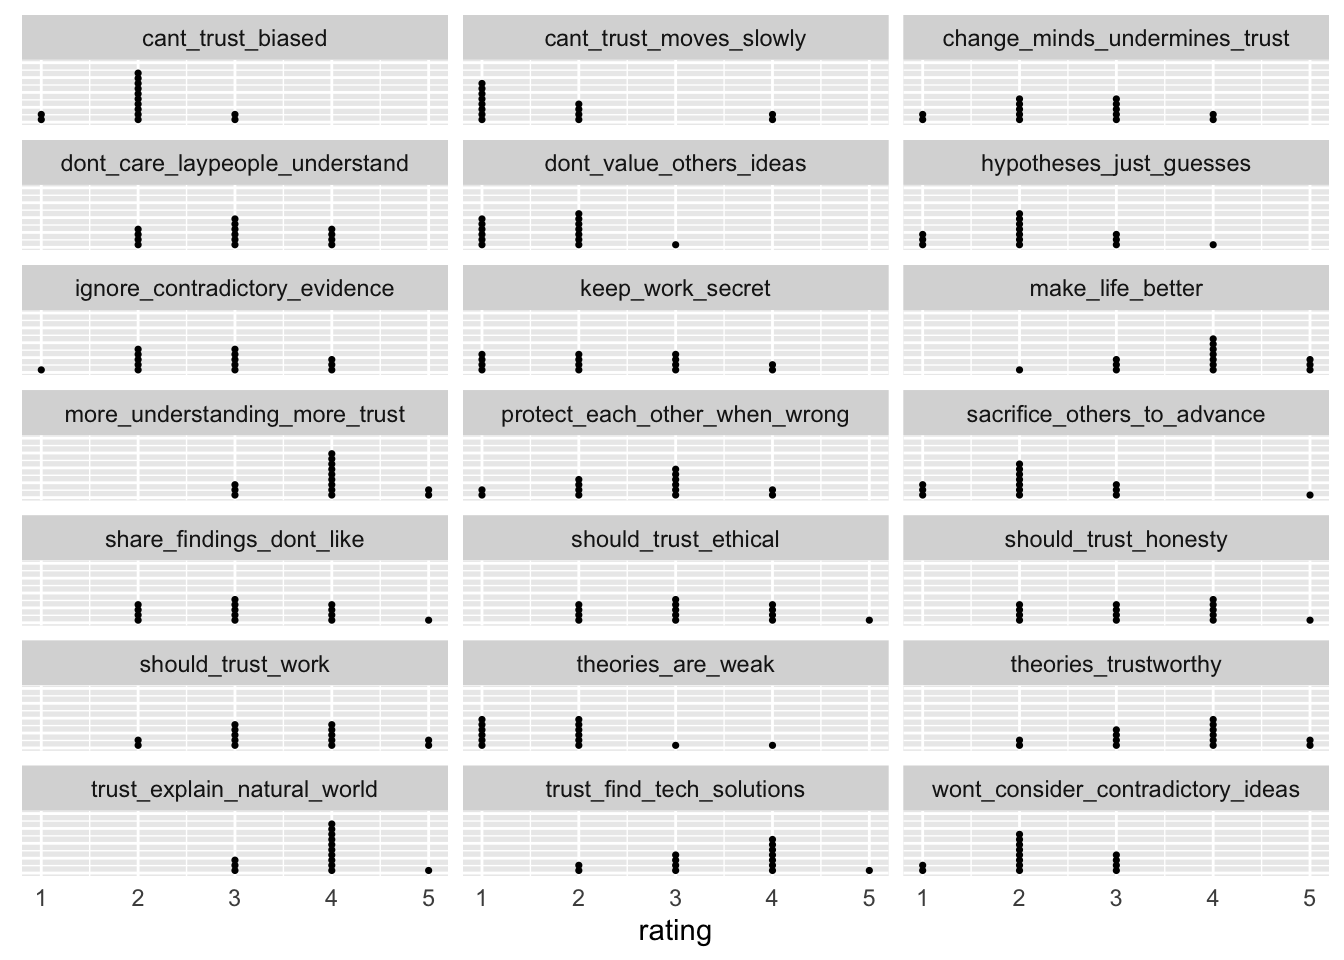 cant_trust_biased
cant_trust_moves_slowly
change_minds_undermines_trust
dont_care_laypeople_understand
dont_value_others_ideas
hypotheses_just_guesses
ignore_contradictory_evidence
keep_work_secret
make_life_better
more_understanding_more_trust
protect_each_other_when_wrong
sacrifice_others_to_advance
share_findings_dont_like
should_trust_ethical
should_trust_honesty
should_trust_work
theories_are_weak
theories_trustworthy
trust_explain_natural_world
trust_find_tech_solutions
wont_consider_contradictory_ideas
1 2 3 4 5 1 2 3 4 5 1 2 3 4 5
rating